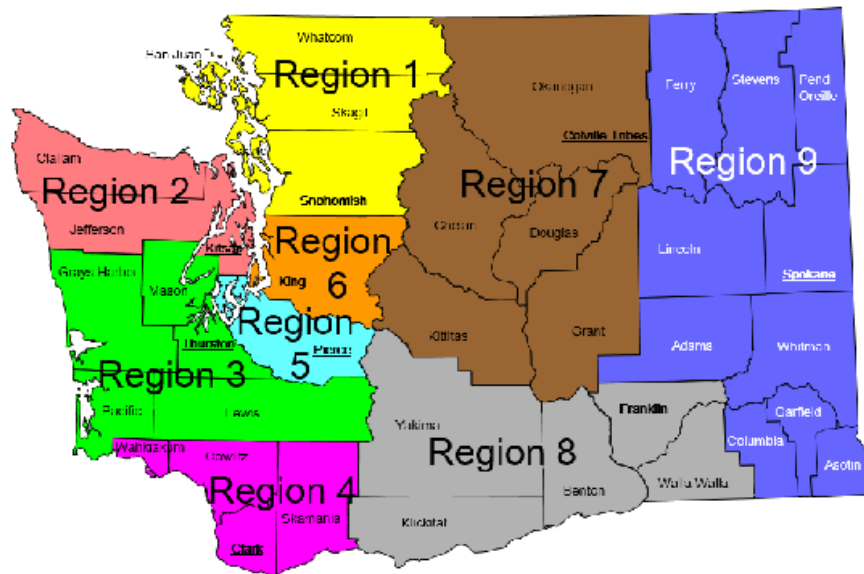 Whatcom
San Juan
Region 1
Skagit
Snohomish
Clallam
Region 2
Jefferson
Kitsap
Okanogan
Colville Tribes
Region 7
Chelan
Douglas
Kittitas
Grant
Ferry
Stevens
Pend
Oreille
Region 9
Lincoln
Spokane
Adams
Whitman
Garfield
Columbia
Asotin
Region
King
6
Region
5
Pierce
Grays Harbor
Mason
Thurston
Region 3
Pacific
Lewis
Wahkiakum
Cowlitz
Region 4
Skamania
Clark
Yakima
Region 8
Klickitat
Benton
Franklin
Walla Walla